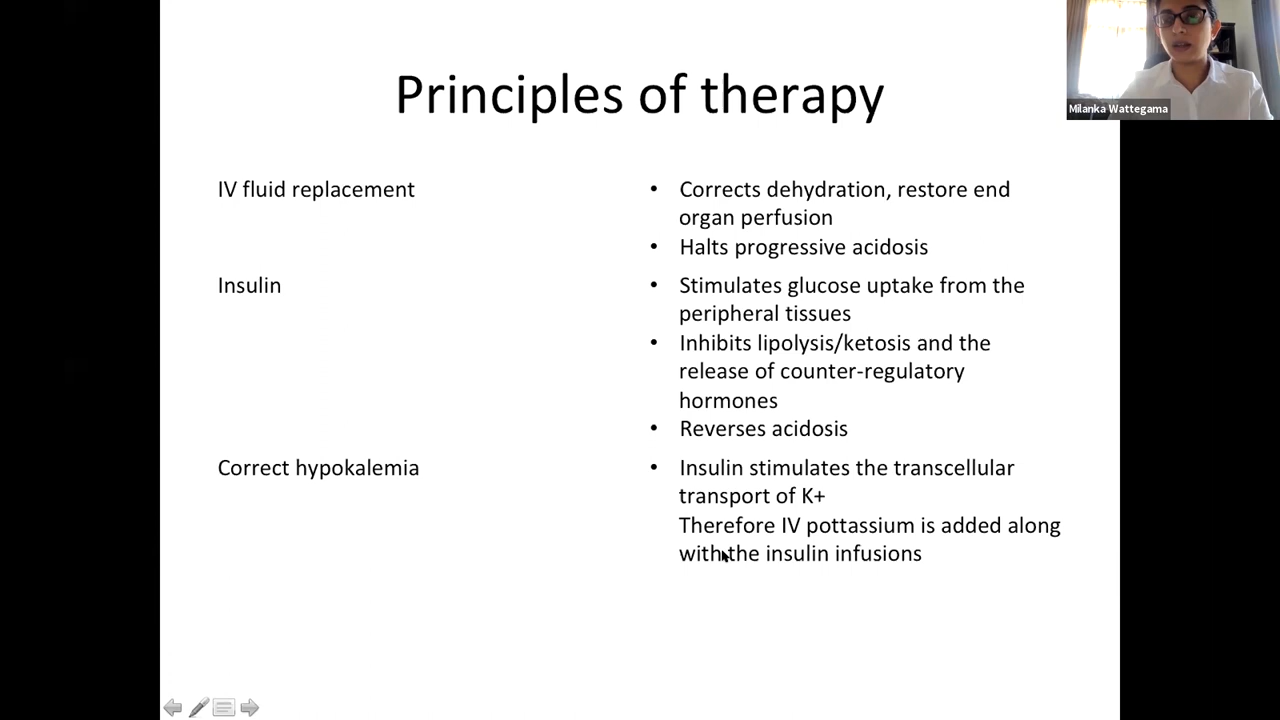 Principles of therapy
Milanka Wattegama
IV fluid replacement
• Corrects dehydration, restore end
organ perfusion
• Halts progressive acidosis
Insulin
• Stimulates glucose uptake from the
peripheral tissues
• Inhibits lipolysis/ketosis and the
release of counter-regulatory
hormones
• Reverses acidosis
Correct hypokalemia
• Insulin stimulates the transcellular
transport of K+
Therefore IV pottassium is added along
with the insulin infusions